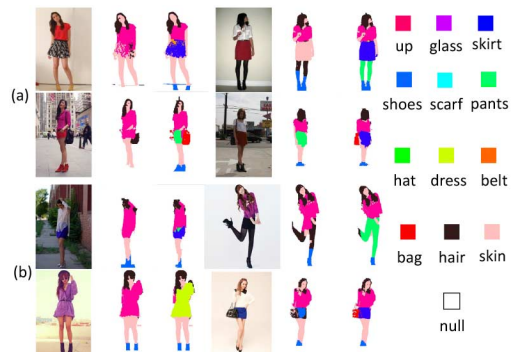 up glass skirt
(a)
shoes scarf pants
hat dress belt
bag hair skin
(b)
null